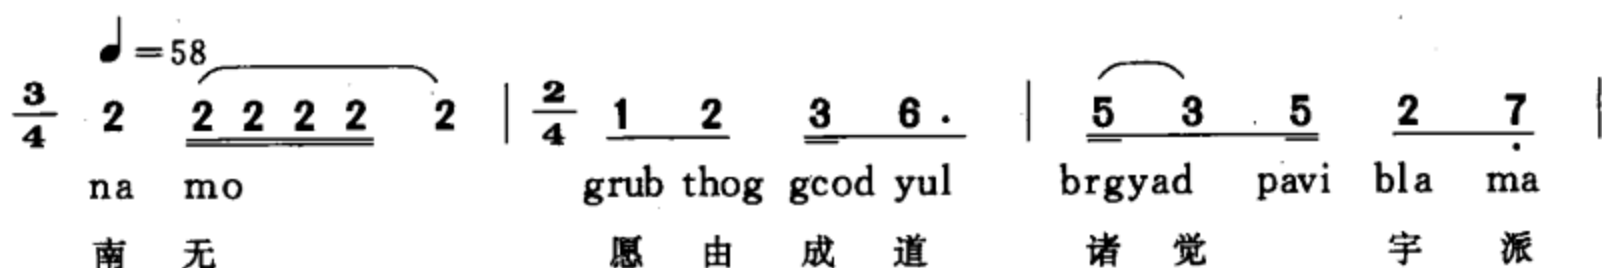 ♩=58
3/4 2 2 2 2 2 2 | 2/4 1 2 3 6· | 5 3 5 2 7 |
na mo grub thog gcod yul brgyad pavi bla ma
南 无 愿 由 成 道 诸 觉 宇 派